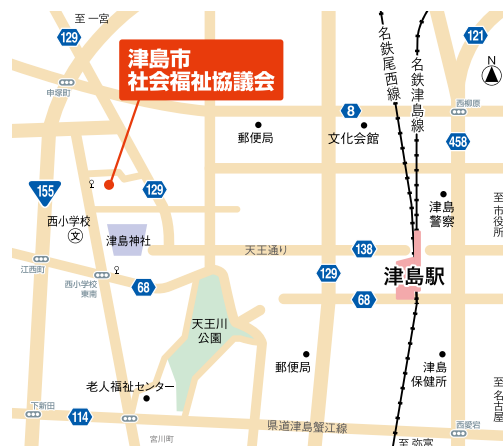 至 一宮
129
津島市
社会福祉協議会
名鉄尾西線
名鉄津島線
121
N
申塚町
8
郵便局
文化会館
西柳原
458
155
129
津島
警察
至市役所
西小学校
文
津島神社
天王通り
138
江西町
西小学校
東南
68
129
津島駅
68
天王川
公園
郵便局
津島
保健所
至名古屋
老人福祉センター
下新田
114
宮川町
県道津島蟹江線
西愛宕
至 弥富